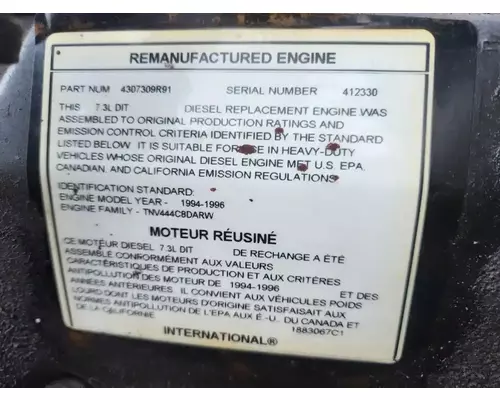 REMANUFACTURED ENGINE
PART NUM 4307309R91 SERIAL NUMBER 412330
THIS 7.3L DIT DIESEL REPLACEMENT ENGINE WAS
ASSEMBLED TO ORIGINAL PRODUCTION RATINGS AND
EMISSION CONTROL CRITERIA IDENTIFIED BY THE STANDARD
LISTED BELOW IT IS SUITABLE FOR USE IN HEAVY-DUTY
VEHICLES WHOSE ORIGINAL DIESEL ENGINE MET U.S EPA,
CANADIAN, AND CALIFORNIA EMISSION REGULATIONS
IDENTIFICATION STANDARD:
ENGINE MODEL YEAR - 1994-1996
ENGINE FAMILY - TNV444C8DARW
MOTEUR RÉUSINÉ
CE MOTEUR DIESEL 7.3L DIT DE RECHANGE A ÉTÉ
ASSEMBLÉ CONFORMÉMENT AUX VALEURS
CARACTÉRISTIQUES DE PRODUCTION ET AUX CRITÈRES
ANTIPOLLUTION DES MOTEUR DE 1994-1996 ET DES
ANNÉES ANTÉRIEURES IL CONVIENT AUX VÉHICULES POIDS
LOURD DONT LES MOTEURS D'ORIGINE SATISFAISAIT AUX
NORMES ANTIPOLLUTION DE L'EPA AUX É.-U. DU CANADA ET
DE LA CALIFORNIE 1883067C1
INTERNATIONAL®